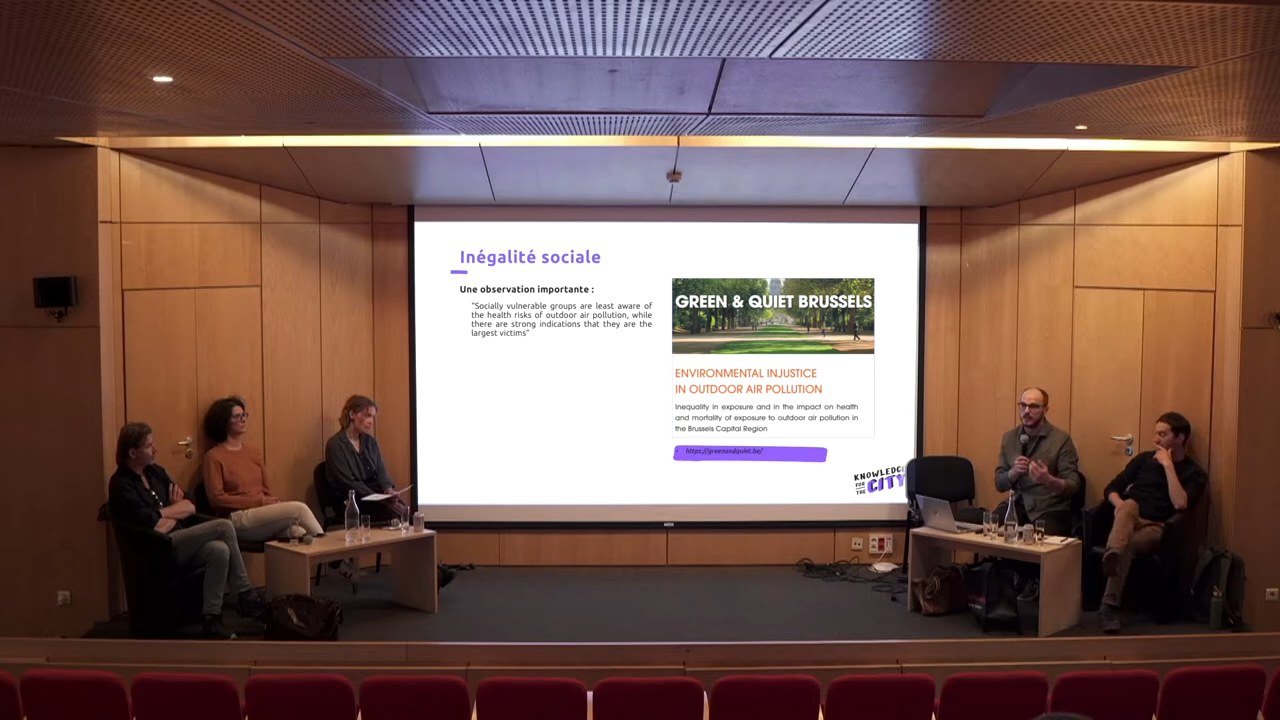 Inégalité sociale
Une observation importante :
"Socially vulnerable groups are least aware of
the health risks of outdoor air pollution, while
there are strong indications that they are the
largest victims"
GREEN & QUIET BRUSSELS
ENVIRONMENTAL INJUSTICE
IN OUTDOOR AIR POLLUTION
Inequality in exposure and in the impact on health
and mortality of exposure to outdoor air pollution in
the Brussels Capital Region
https://greenandquiet.be/
KNOWLEDGE
FOR THE CITY